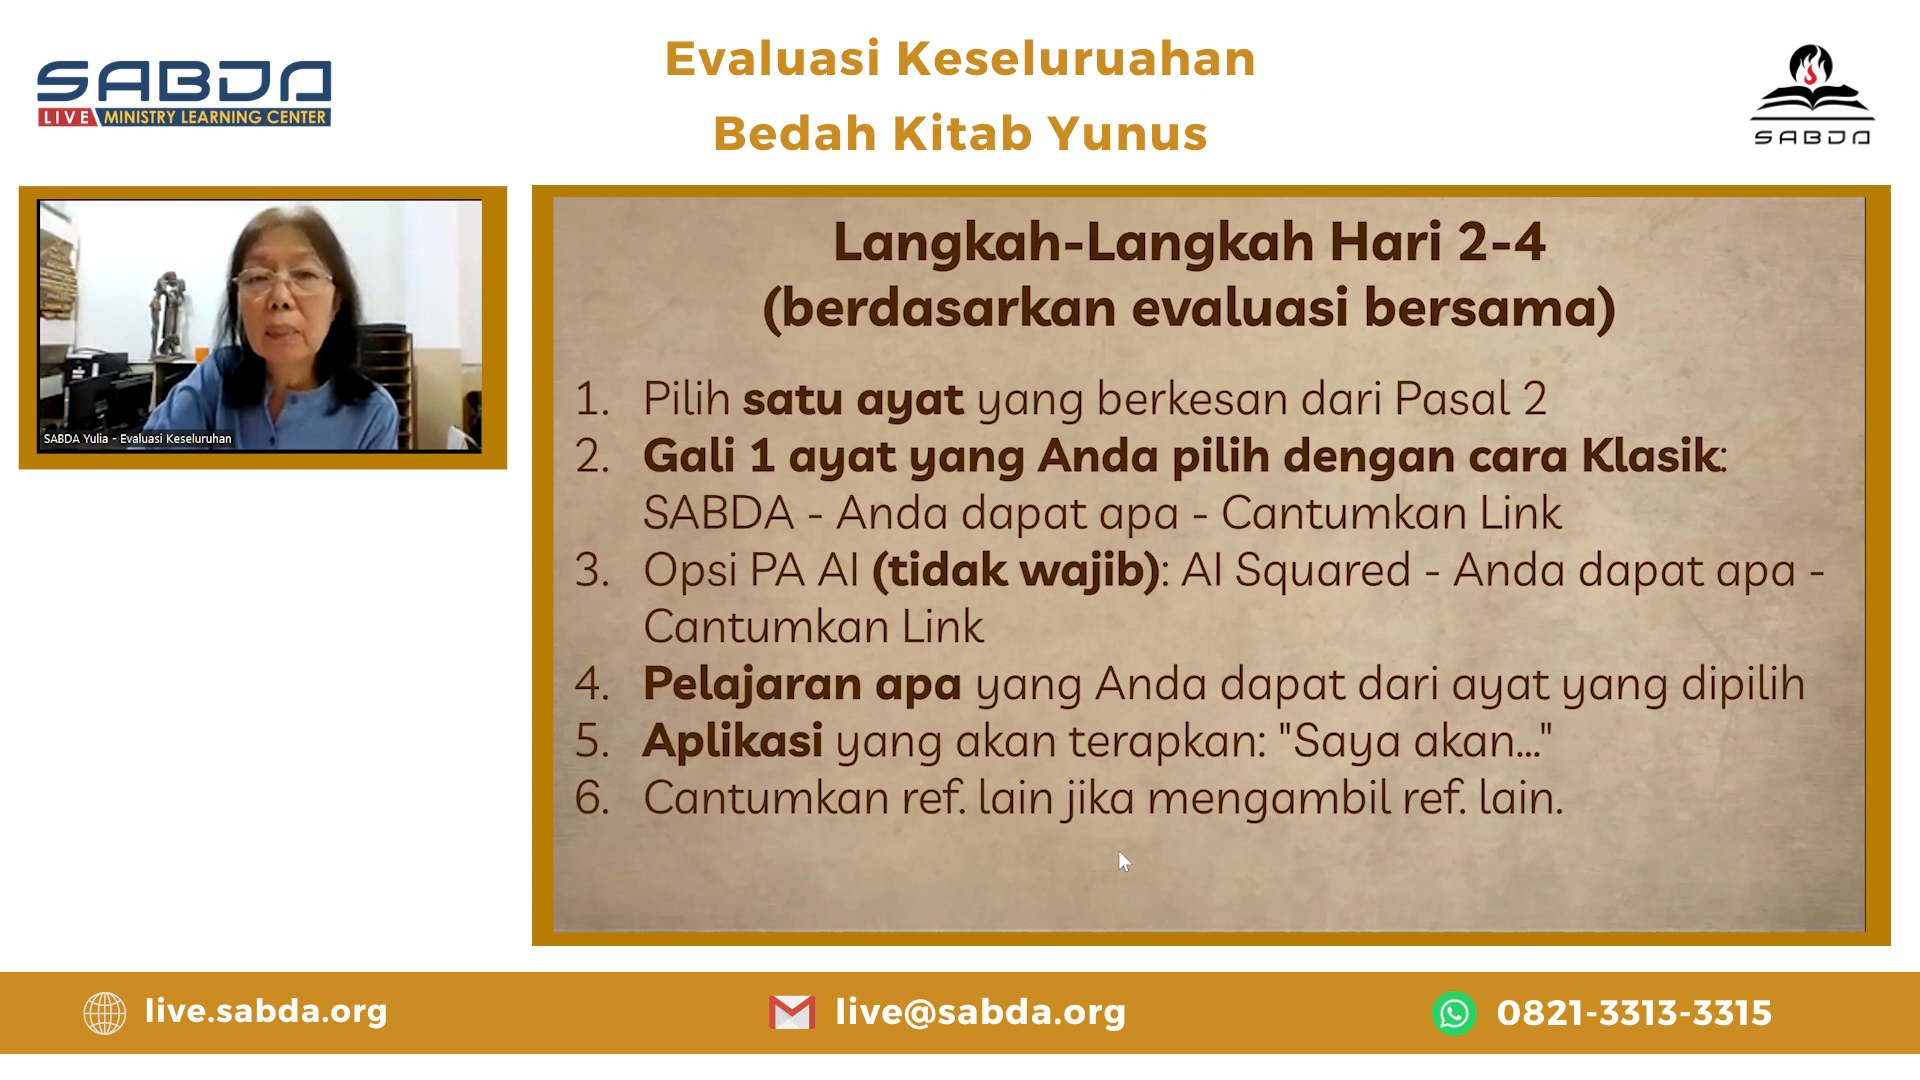 SABDA
LIVE MINISTRY LEARNING CENTER
Evaluasi Keseluruahan
Bedah Kitab Yunus
SABDA
SABDA Yulia - Evaluasi Keseluruhan
Langkah-Langkah Hari 2-4
(berdasarkan evaluasi bersama)
1. Pilih satu ayat yang berkesan dari Pasal 2
2. Gali 1 ayat yang Anda pilih dengan cara Klasik:
SABDA - Anda dapat apa - Cantumkan Link
3. Opsi PA AI (tidak wajib): AI Squared - Anda dapat apa -
Cantumkan Link
4. Pelajaran apa yang Anda dapat dari ayat yang dipilih
5. Aplikasi yang akan terapkan: "Saya akan..."
6. Cantumkan ref. lain jika mengambil ref. lain.
live.sabda.org
live@sabda.org
0821-3313-3315